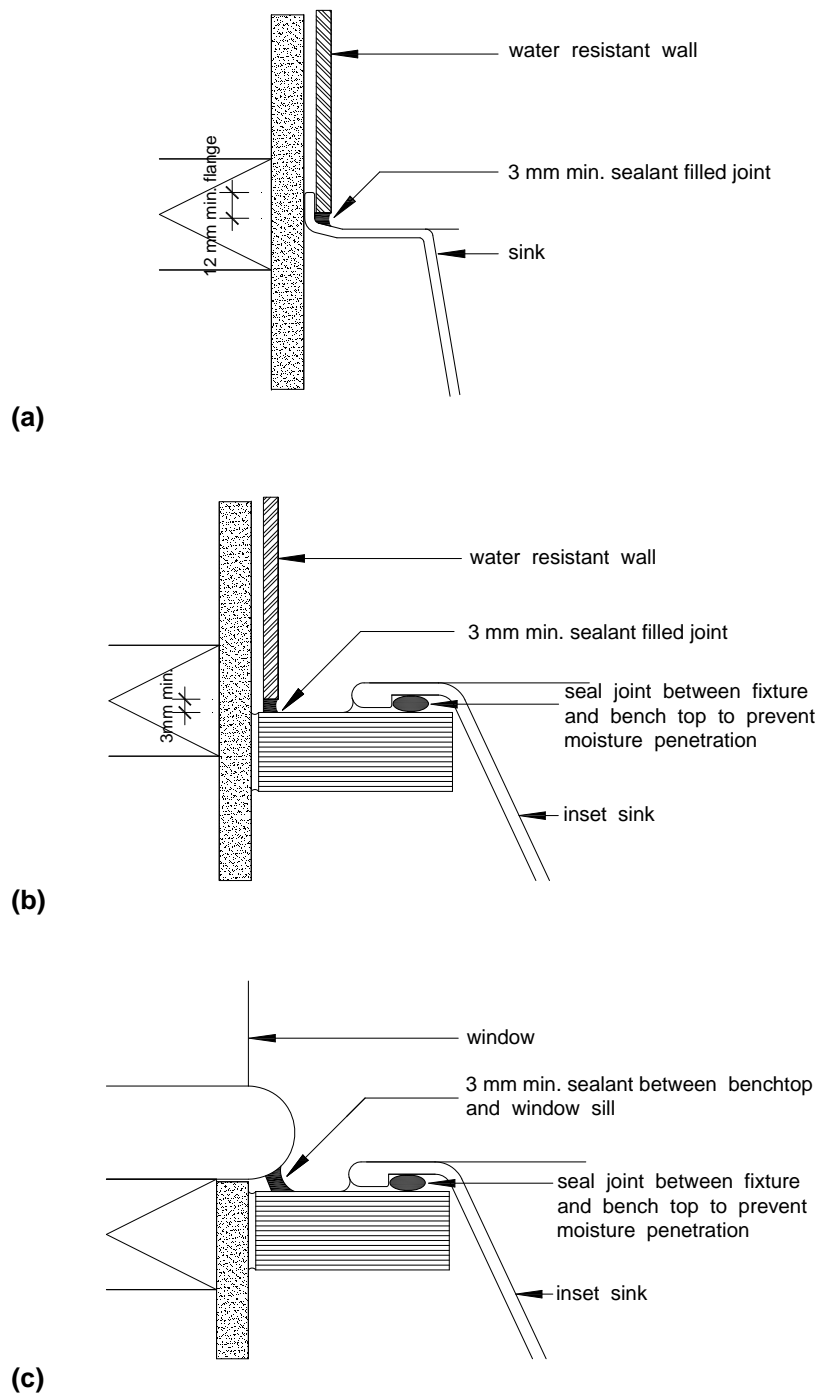 water resistant wall
12 mm min. flange
3 mm min. sealant filled joint
sink
(a)
water resistant wall
3 mm min. sealant filled joint
3mm min.
seal joint between fixture
and bench top to prevent
moisture penetration
inset sink
(b)
window
3 mm min. sealant between benchtop
and window sill
seal joint between fixture
and bench top to prevent
moisture penetration
inset sink
(c)